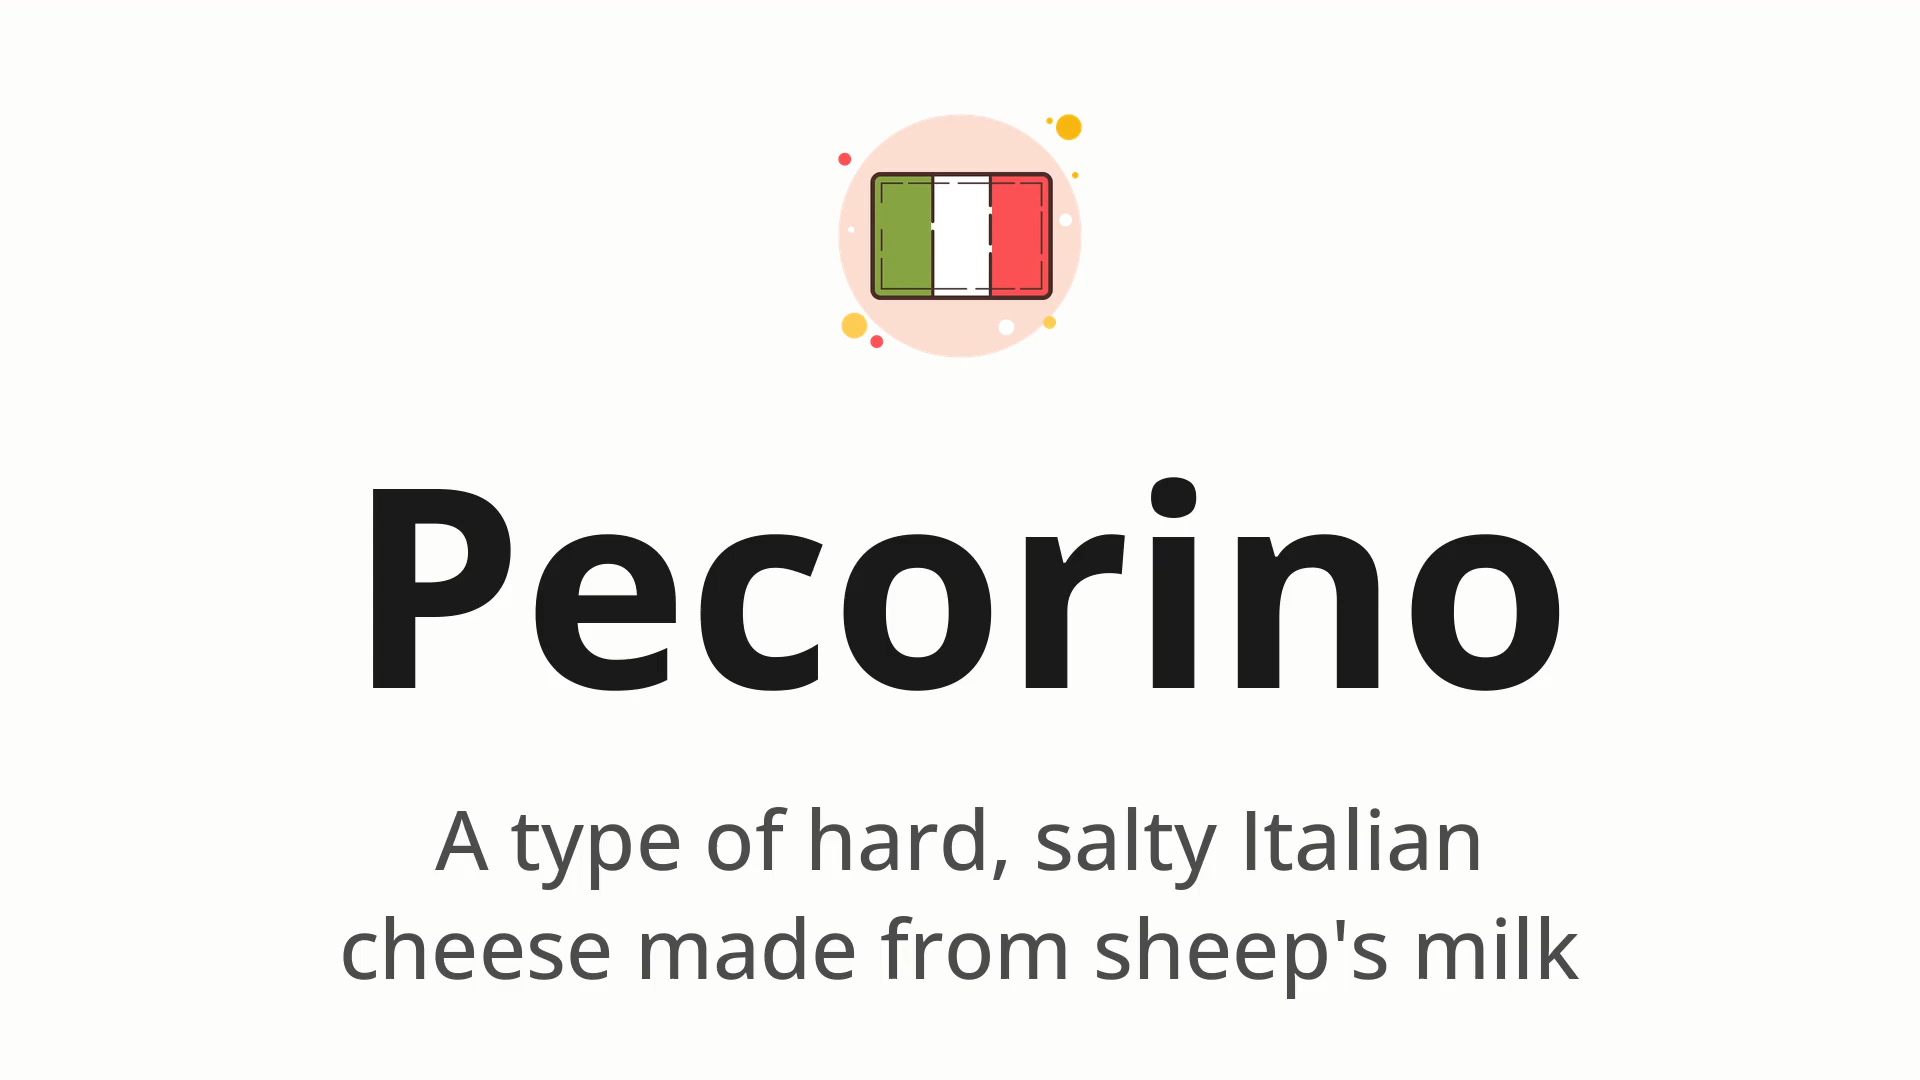 Pecorino
A type of hard, salty Italian
cheese made from sheep's milk